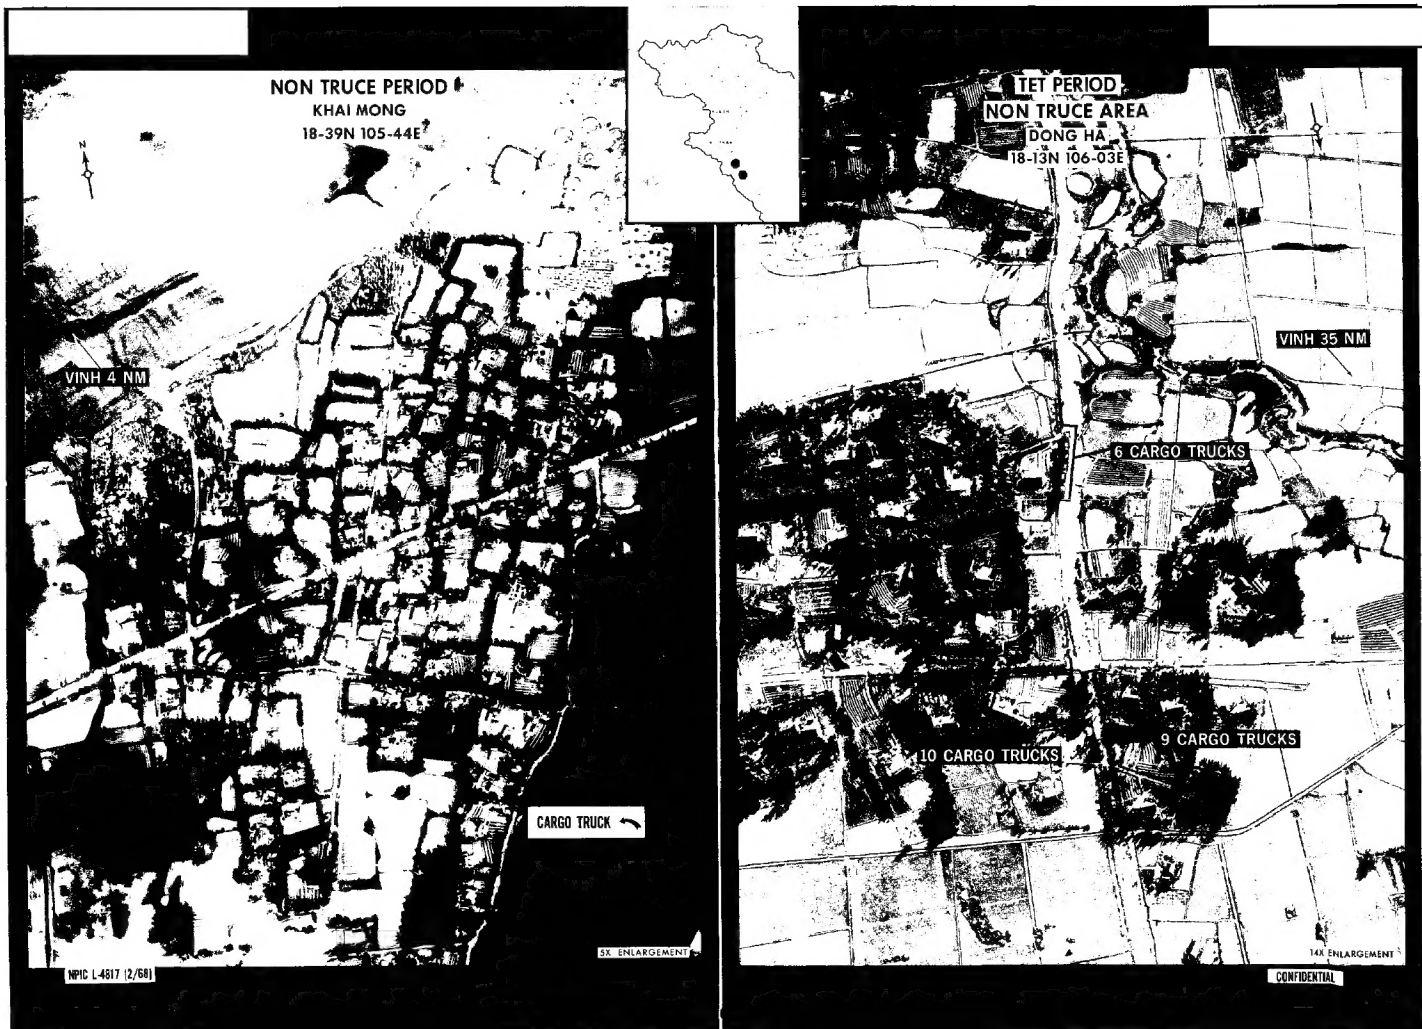 NON TRUCE PERIOD
KHAI MONG
18-39N 105-44E
N
VINH 4 NM
CARGO TRUCK
5X ENLARGEMENT
NPIC L-4817 (2/68)
TET PERIOD
NON TRUCE AREA
DONG HA
18-13N 106-03E
VINH 35 NM
6 CARGO TRUCKS
10 CARGO TRUCKS
9 CARGO TRUCKS
14X ENLARGEMENT
CONFIDENTIAL